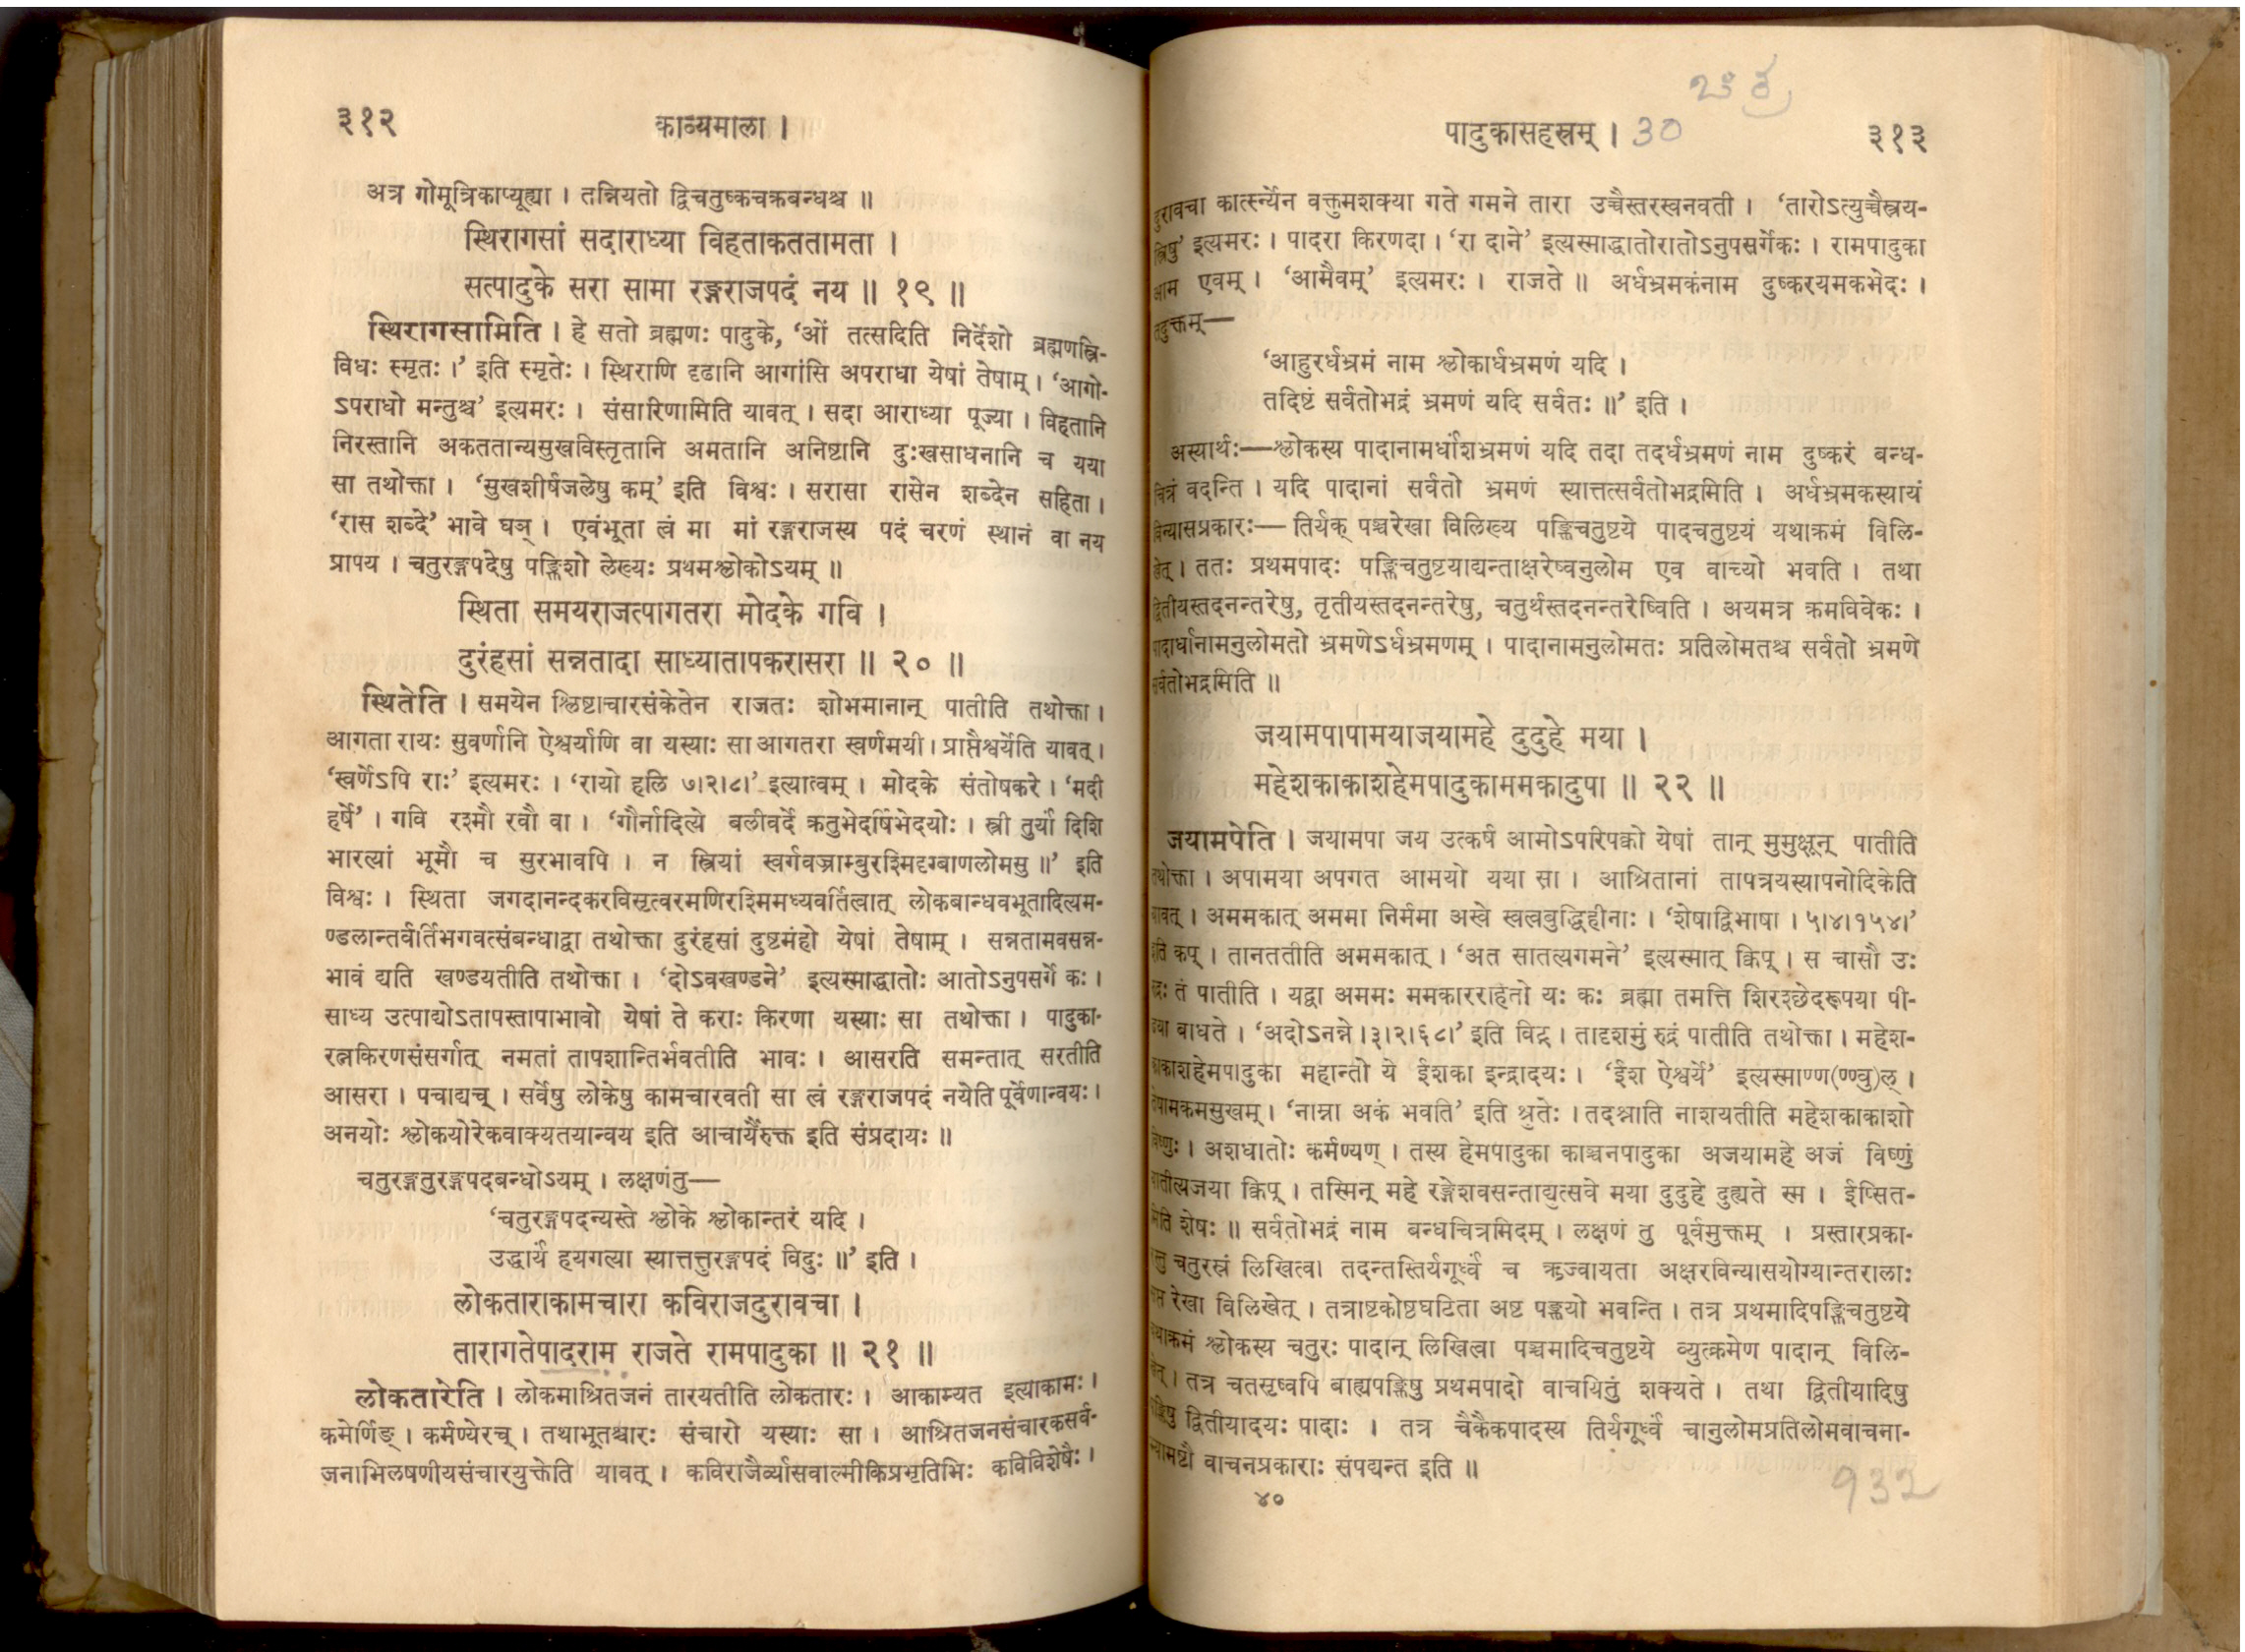 ३१२ काव्यमाला ।
अत्र गोमूत्रिकाप्यूह्या । तन्नियतो द्विचतुष्कचक्रबन्धश्च ॥
स्थिरागसां सदाराध्या विहताकततामता ।
सत्पादुके सरा सामा रङ्गराजपदं नय ॥ १९ ॥
स्थिरागसामिति । हे सतो ब्रह्मणः पादुके, ‘ओं तत्सदिति निर्देशो ब्रह्मणस्त्रि-
विधः स्मृतः ।’ इति स्मृतेः । स्थिराणि दृढानि आगांसि अपराधा येषां तेषाम् । ‘आगो-
ऽपराधो मन्तुश्च’ इत्यमरः । संसारिणामिति यावत् । सदा आराध्या पूज्या । विहतानि
निरस्तानि अकततान्यसुखविस्तृतानि अमतानि अनिष्टानि दुःखसाधनानि च यया
सा तथोक्ता । ‘सुखशीर्षजलेषु कम्’ इति विश्वः । सरासा रासेन शब्देन सहिता ।
‘रास शब्दे’ भावे घञ् । एवंभूता त्वं मा मां रङ्गराजस्य पदं चरणं स्थानं वा नय
प्रापय । चतुरङ्गपदेषु पङ्क्तिशो लेख्यः प्रथमश्लोकोऽयम् ॥
स्थिता समयराजत्पागतरा मोदके गवि ।
दुरंहसां सन्नतादा साध्यातापकरासरा ॥ २० ॥
स्थितेति । समयेन श्लिष्टाचारसंकेतेन राजतः शोभमानान् पातीति तथोक्ता ।
आगता रायः सुवर्णानि ऐश्वर्याणि वा यस्याः सा आगतरा स्वर्णमयी । प्राप्तैश्वर्येति यावत् ।
‘स्वर्णेऽपि राः’ इत्यमरः । ‘रायो हलि ७।२।८।’ इत्यात्वम् । मोदके संतोषकरे । ‘मदी
हर्षे’ । गवि रश्मौ रवौ वा । ‘गौर्नादित्ये बलीवर्दे क्रतुभेदर्षिभेदयोः । स्त्री तुर्या दिशि
भारत्यां भूमौ च सुरभावपि । न स्त्रियां स्वर्गवज्राम्बुरश्मिदृग्बाणलोमसु ॥’ इति
विश्वः । स्थिता जगदानन्दकरविसृत्वरमणिरश्मिमध्यवर्तित्वात् लोकबान्धवभूतादित्यम-
ण्डलान्तर्वर्तिभगवत्संबन्धाद्वा तथोक्ता दुरंहसां दुष्टमंहो येषां तेषाम् । सन्नतामवसन्न-
भावं द्यति खण्डयतीति तथोक्ता । ‘दोऽवखण्डने’ इत्यस्माद्धातोः आतोऽनुपसर्गे कः ।
साध्य उत्पाद्योऽतापस्तापाभावो येषां ते कराः किरणा यस्याः सा तथोक्ता । पादुका-
रत्नकिरणसंसर्गात् नमतां तापशान्तिर्भवतीति भावः । आसरति समन्तात् सरतीति
आसरा । पचाद्यच् । सर्वेषु लोकेषु कामचारवती सा त्वं रङ्गराजपदं नयेति पूर्वेणान्वयः ।
अनयोः श्लोकयोरेकवाक्यतयान्वय इति आचार्यैरुक्त इति संप्रदायः ॥
चतुरङ्गतुरङ्गपदबन्धोऽयम् । लक्षणंतु—
‘चतुरङ्गपदन्यस्ते श्लोके श्लोकान्तरं यदि ।
उद्धार्यं हयगत्या स्यात्तत्तुरङ्गपदं विदुः ॥’ इति ।
लोकताराकामचारा कविराजदुरावचा ।
तारागतेपादराम राजते रामपादुका ॥ २१ ॥
लोकतारेति । लोकमाश्रितजनं तारयतीति लोकतारः । आकाम्यत इत्याकामः ।
कमेर्णिङ् । कर्मण्येरच् । तथाभूतश्चारः संचारो यस्याः सा । आश्रितजनसंचारकसर्व-
जनाभिलषणीयसंचारयुक्तेति यावत् । कविराजैर्व्यासवाल्मीकिप्रभृतिभिः कविविशेषैः ।
पादुकासहस्रम् । 30 ३१३
दुरावचा कार्त्स्न्येन वक्तुमशक्या गते गमने तारा उच्चैस्तरस्वनवती । ‘तारोऽत्युच्चैस्त्रय-
स्त्रिषु’ इत्यमरः । पादरा किरणदा । ‘रा दाने’ इत्यस्माद्धातोरातोऽनुपसर्गेकः । रामपादुका
आम एवम् । ‘आमैवम्’ इत्यमरः । राजते ॥ अर्धभ्रमकंनाम दुष्करयमकभेदः ।
तदुक्तम्—
‘आहुरर्धभ्रमं नाम श्लोकार्धभ्रमणं यदि ।
तदिष्टं सर्वतोभद्रं भ्रमणं यदि सर्वतः ॥’ इति ।
अस्यार्थः—श्लोकस्य पादानामर्धांशभ्रमणं यदि तदा तदर्धभ्रमणं नाम दुष्करं बन्ध-
चित्रं वदन्ति । यदि पादानां सर्वतो भ्रमणं स्यात्तत्सर्वतोभद्रमिति । अर्धभ्रमकस्यायं
विन्यासप्रकारः— तिर्यक् पञ्चरेखा विलिख्य पङ्क्तिचतुष्टये पादचतुष्टयं यथाक्रमं विलि-
खेत् । ततः प्रथमपादः पङ्क्तिचतुष्टयाद्यन्ताक्षरेष्वनुलोम एव वाच्यो भवति । तथा
द्वितीयस्तदनन्तरेषु, तृतीयस्तदनन्तरेषु, चतुर्थस्तदनन्तरेष्विति । अयमत्र क्रमविवेकः ।
पादार्धानामनुलोमतो भ्रमणेऽर्धभ्रमणम् । पादानामनुलोमतः प्रतिलोमतश्च सर्वतो भ्रमणे
सर्वतोभद्रमिति ॥
जयामपापामयाजयामहे दुदुहे मया ।
महेशकाकाशहेमपादुकाममकादुपा ॥ २२ ॥
जयामपेति । जयामपा जय उत्कर्ष आमोऽपरिपक्वो येषां तान् मुमुक्षून् पातीति
तथोक्ता । अपामया अपगत आमयो यया सा । आश्रितानां तापत्रयस्यापनोदिकेति
यावत् । अममकात् अममा निर्ममा अस्वे स्वत्वबुद्धिहीनाः । ‘शेषाद्विभाषा । ५।४।१५४।’
इति कप् । तानततीति अममकात् । ‘अत सातत्यगमने’ इत्यस्मात् क्विप् । स चासौ उः
रुद्रः तं पातीति । यद्वा अममः ममकाररहितो यः कः ब्रह्मा तमत्ति शिरश्छेदरूपया पी-
डया बाधते । ‘अदोऽनन्ने ।३।२।६८।’ इति विट् । तादृशमुं रुद्रं पातीति तथोक्ता । महेश-
काकाशहेमपादुका महान्तो ये ईशका इन्द्रादयः । ‘ईश ऐश्वर्ये’ इत्यस्माण्ण(ण्ण्वु)ल् ।
तेषामकमसुखम् । ‘नाम्ना अकं भवति’ इति श्रुतेः । तदश्नाति नाशयतीति महेशकाकाशो
विष्णुः । अशधातोः कर्मण्यण् । तस्य हेमपादुका काञ्चनपादुका अजयामहे अजं विष्णुं
यातीत्यजया क्विप् । तस्मिन् महे रङ्गेशवसन्ताद्युत्सवे मया दुदुहे दुह्यते स्म । ईप्सित-
मिति शेषः ॥ सर्वतोभद्रं नाम बन्धचित्रमिदम् । लक्षणं तु पूर्वमुक्तम् । प्रस्तारप्रका-
रस्तु चतुरस्रं लिखित्वा तदन्तस्तिर्यगूर्ध्वं च ऋज्वायता अक्षरविन्यासयोग्यान्तरालाः
सप्त रेखा विलिखेत् । तत्राष्टकोष्टघटिता अष्ट पङ्क्तयो भवन्ति । तत्र प्रथमादिपङ्क्तिचतुष्टये
यथाक्रमं श्लोकस्य चतुरः पादान् लिखित्वा पञ्चमादिचतुष्टये व्युत्क्रमेण पादान् विलि-
खेत् । तत्र चतसृष्वपि बाह्यपङ्क्तिषु प्रथमपादो वाचयितुं शक्यते । तथा द्वितीयादिषु
पङ्क्तिषु द्वितीयादयः पादाः । तत्र चैकैकपादस्य तिर्यगूर्ध्वं चानुलोमप्रतिलोमवाचना-
भ्यामष्टौ वाचनप्रकाराः संपद्यन्त इति ॥
४०
932